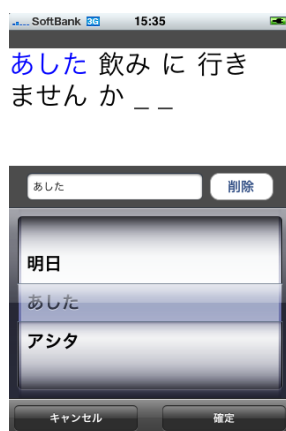 SoftBank 3G 15:35
あした 飲み に 行き
ません か _ _
あした 削除
明日
あした
アシタ
キャンセル 確定